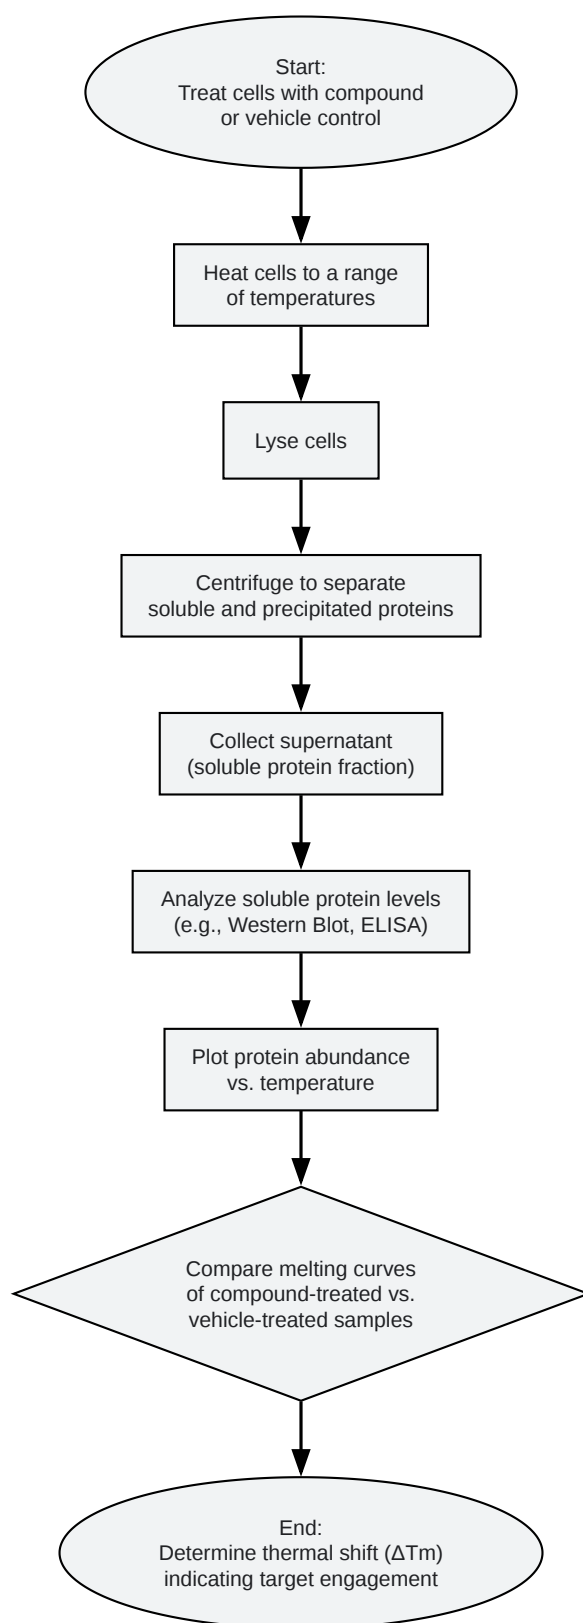 Start:
Treat cells with compound
or vehicle control
Heat cells to a range
of temperatures
Lyse cells
Centrifuge to separate
soluble and precipitated proteins
Collect supernatant
(soluble protein fraction)
Analyze soluble protein levels
(e.g., Western Blot, ELISA)
Plot protein abundance
vs. temperature
Compare melting curves
of compound-treated vs.
vehicle-treated samples
End:
Determine thermal shift (ΔTm)
indicating target engagement